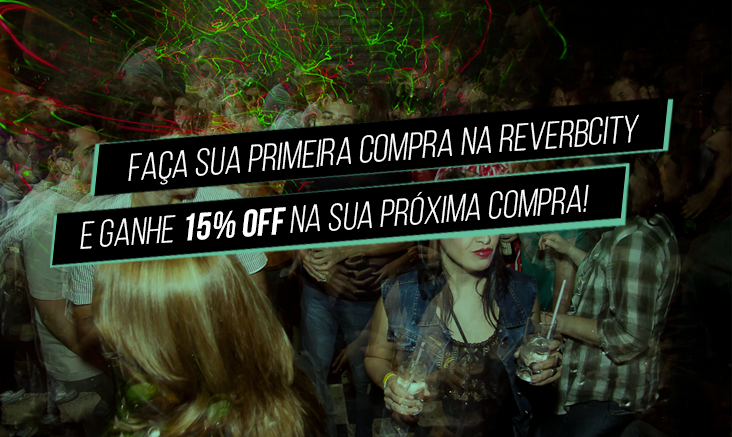 FAÇA SUA PRIMEIRA COMPRA NA REVERBCITY
E GANHE 15% OFF NA SUA PRÓXIMA COMPRA!